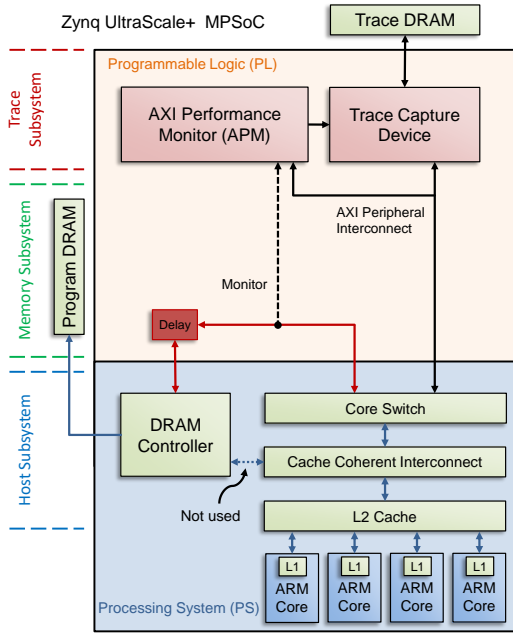 Zynq UltraScale+ MPSoC
Trace DRAM
Programmable Logic (PL)
Trace
Subsystem
AXI Performance
Monitor (APM)
Trace Capture
Device
AXI Peripheral
Interconnect
Memory Subsystem
Program DRAM
Monitor
Delay
Host Subsystem
DRAM
Controller
Core Switch
Cache Coherent Interconnect
Not used
L2 Cache
L1
ARM
Core
L1
ARM
Core
L1
ARM
Core
L1
ARM
Core
Processing System (PS)